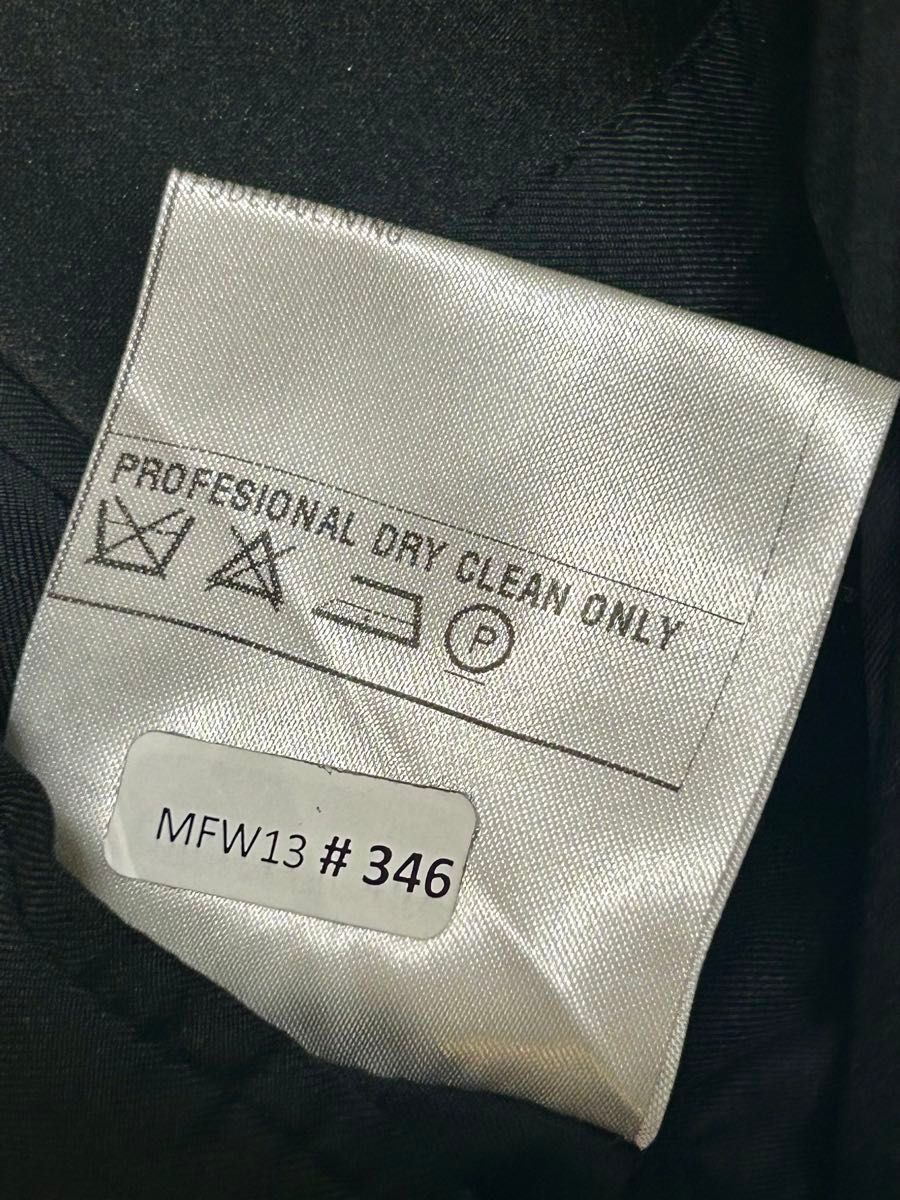 PROFESIONAL DRY CLEAN ONLY
P
MFW13 # 346